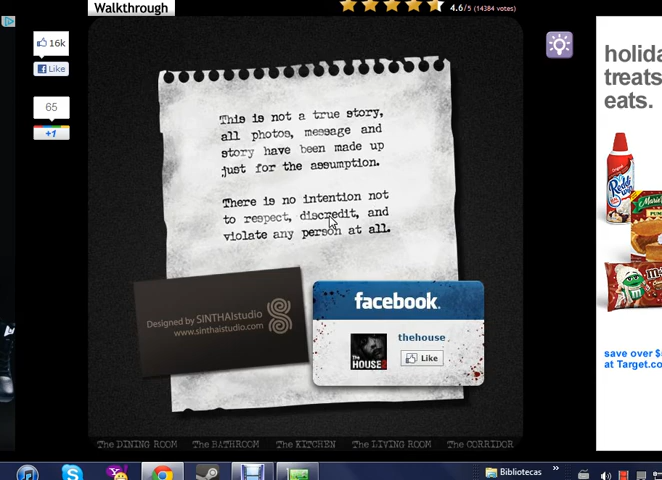 Walkthrough
4.6/5 (14384 votes)
16k
Like
65
+1
This is not a true story,
all photos, message and
story have been made up
just for the assumption.
There is no intention not
to respect, discredit, and
violate any person at all.
Designed by SINTHAIstudio
www.sinthaistudio.com
facebook.
thehouse
The HOUSE2
Like
The DINING ROOM The BATHROOM The KITCHEN The LIVING ROOM The CORRIDOR
holida
treats
eats.
save over $
at Target.co
Bibliotecas